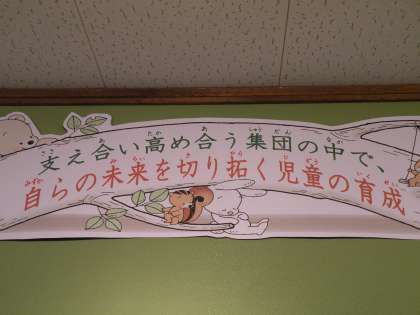 支え合い高め合う集団の中で、
自らの未来を切り拓く児童の育成